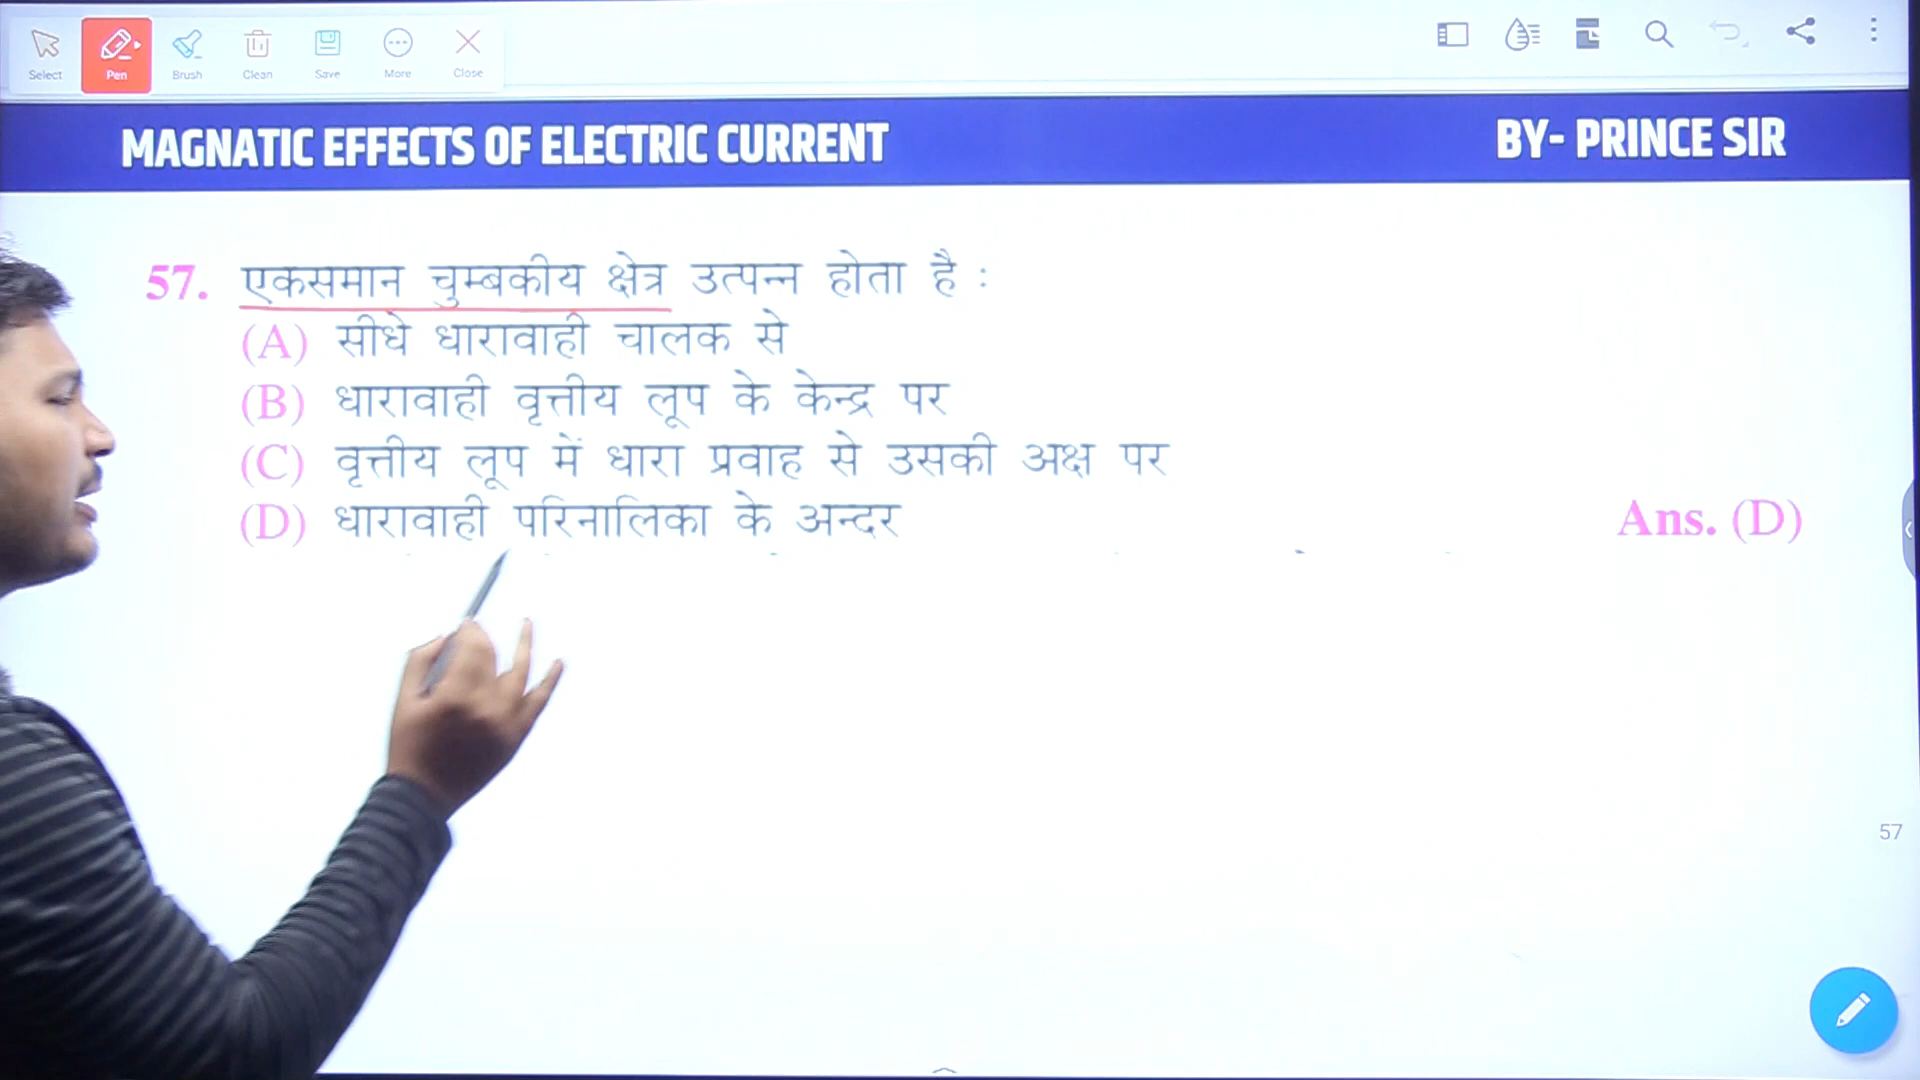 Select Pen Brush Clean Save More Close
MAGNATIC EFFECTS OF ELECTRIC CURRENT BY- PRINCE SIR
57. एकसमान चुम्बकीय क्षेत्र उत्पन्न होता है :
(A) सीधे धारावाही चालक से
(B) धारावाही वृत्तीय लूप के केन्द्र पर
(C) वृत्तीय लूप में धारा प्रवाह से उसकी अक्ष पर
(D) धारावाही परिनालिका के अन्दर Ans. (D)
57